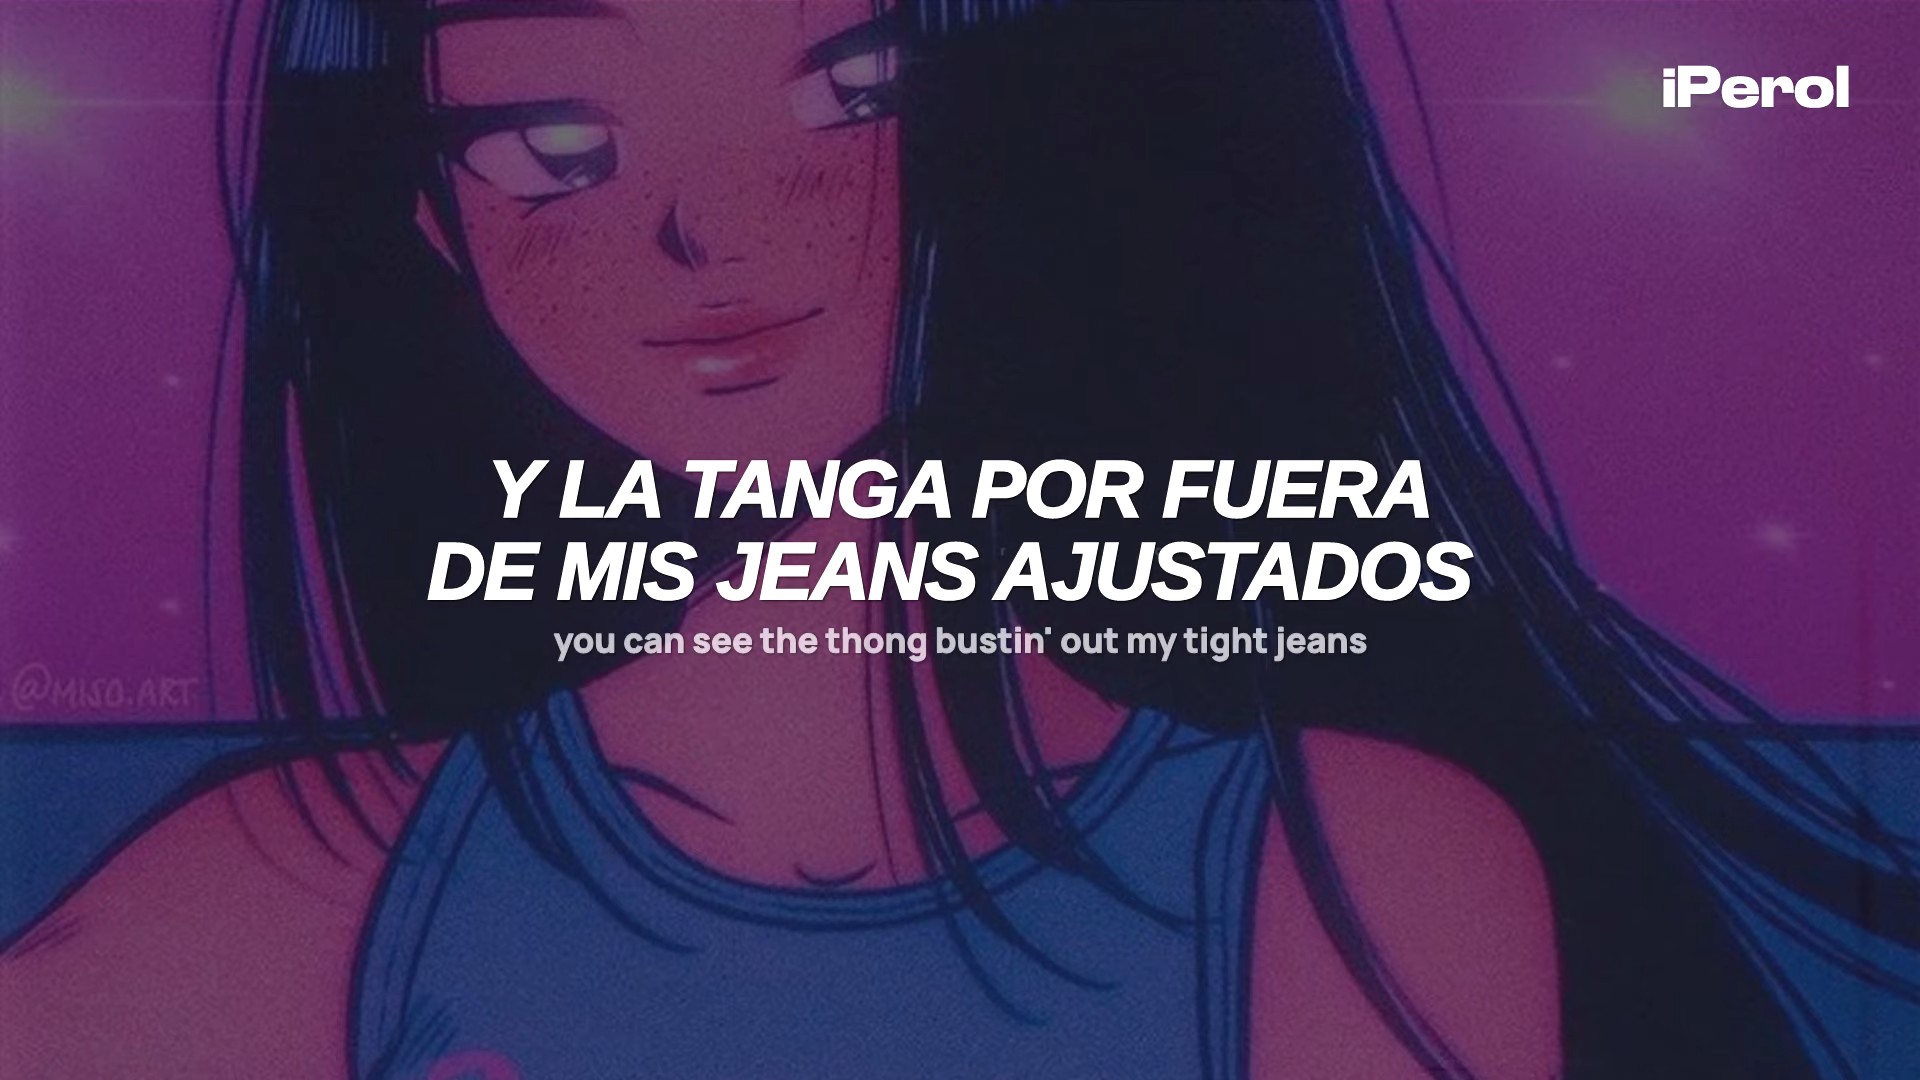 iPerol
Y LA TANGA POR FUERA
DE MIS JEANS AJUSTADOS
you can see the thong bustin' out my tight jeans
@MISO.ART